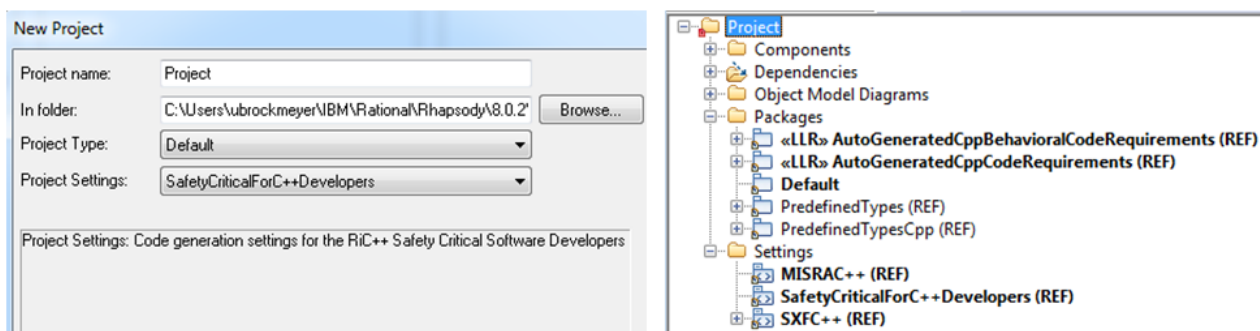 New Project
Project name:
Project
In folder:
C:\Users\ubrockmeyer\IBM\Rational\Rhapsody\8.0.2'
Browse...
Project Type:
Default
Project Settings:
SafetyCriticalForC++Developers
Project Settings: Code generation settings for the RiC++ Safety Critical Software Developers
Project
Components
Dependencies
Object Model Diagrams
Packages
«LLR» AutoGeneratedCppBehavioralCodeRequirements (REF)
«LLR» AutoGeneratedCppCodeRequirements (REF)
Default
PredefinedTypes (REF)
PredefinedTypesCpp (REF)
Settings
MISRAC++ (REF)
SafetyCriticalForC++Developers (REF)
SXFC++ (REF)